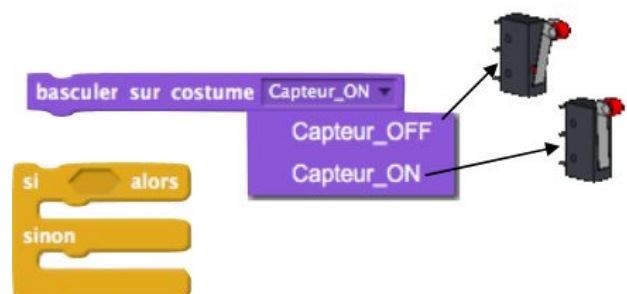 basculer sur costume Capteur_ON
Capteur_OFF
Capteur_ON
si alors
sinon